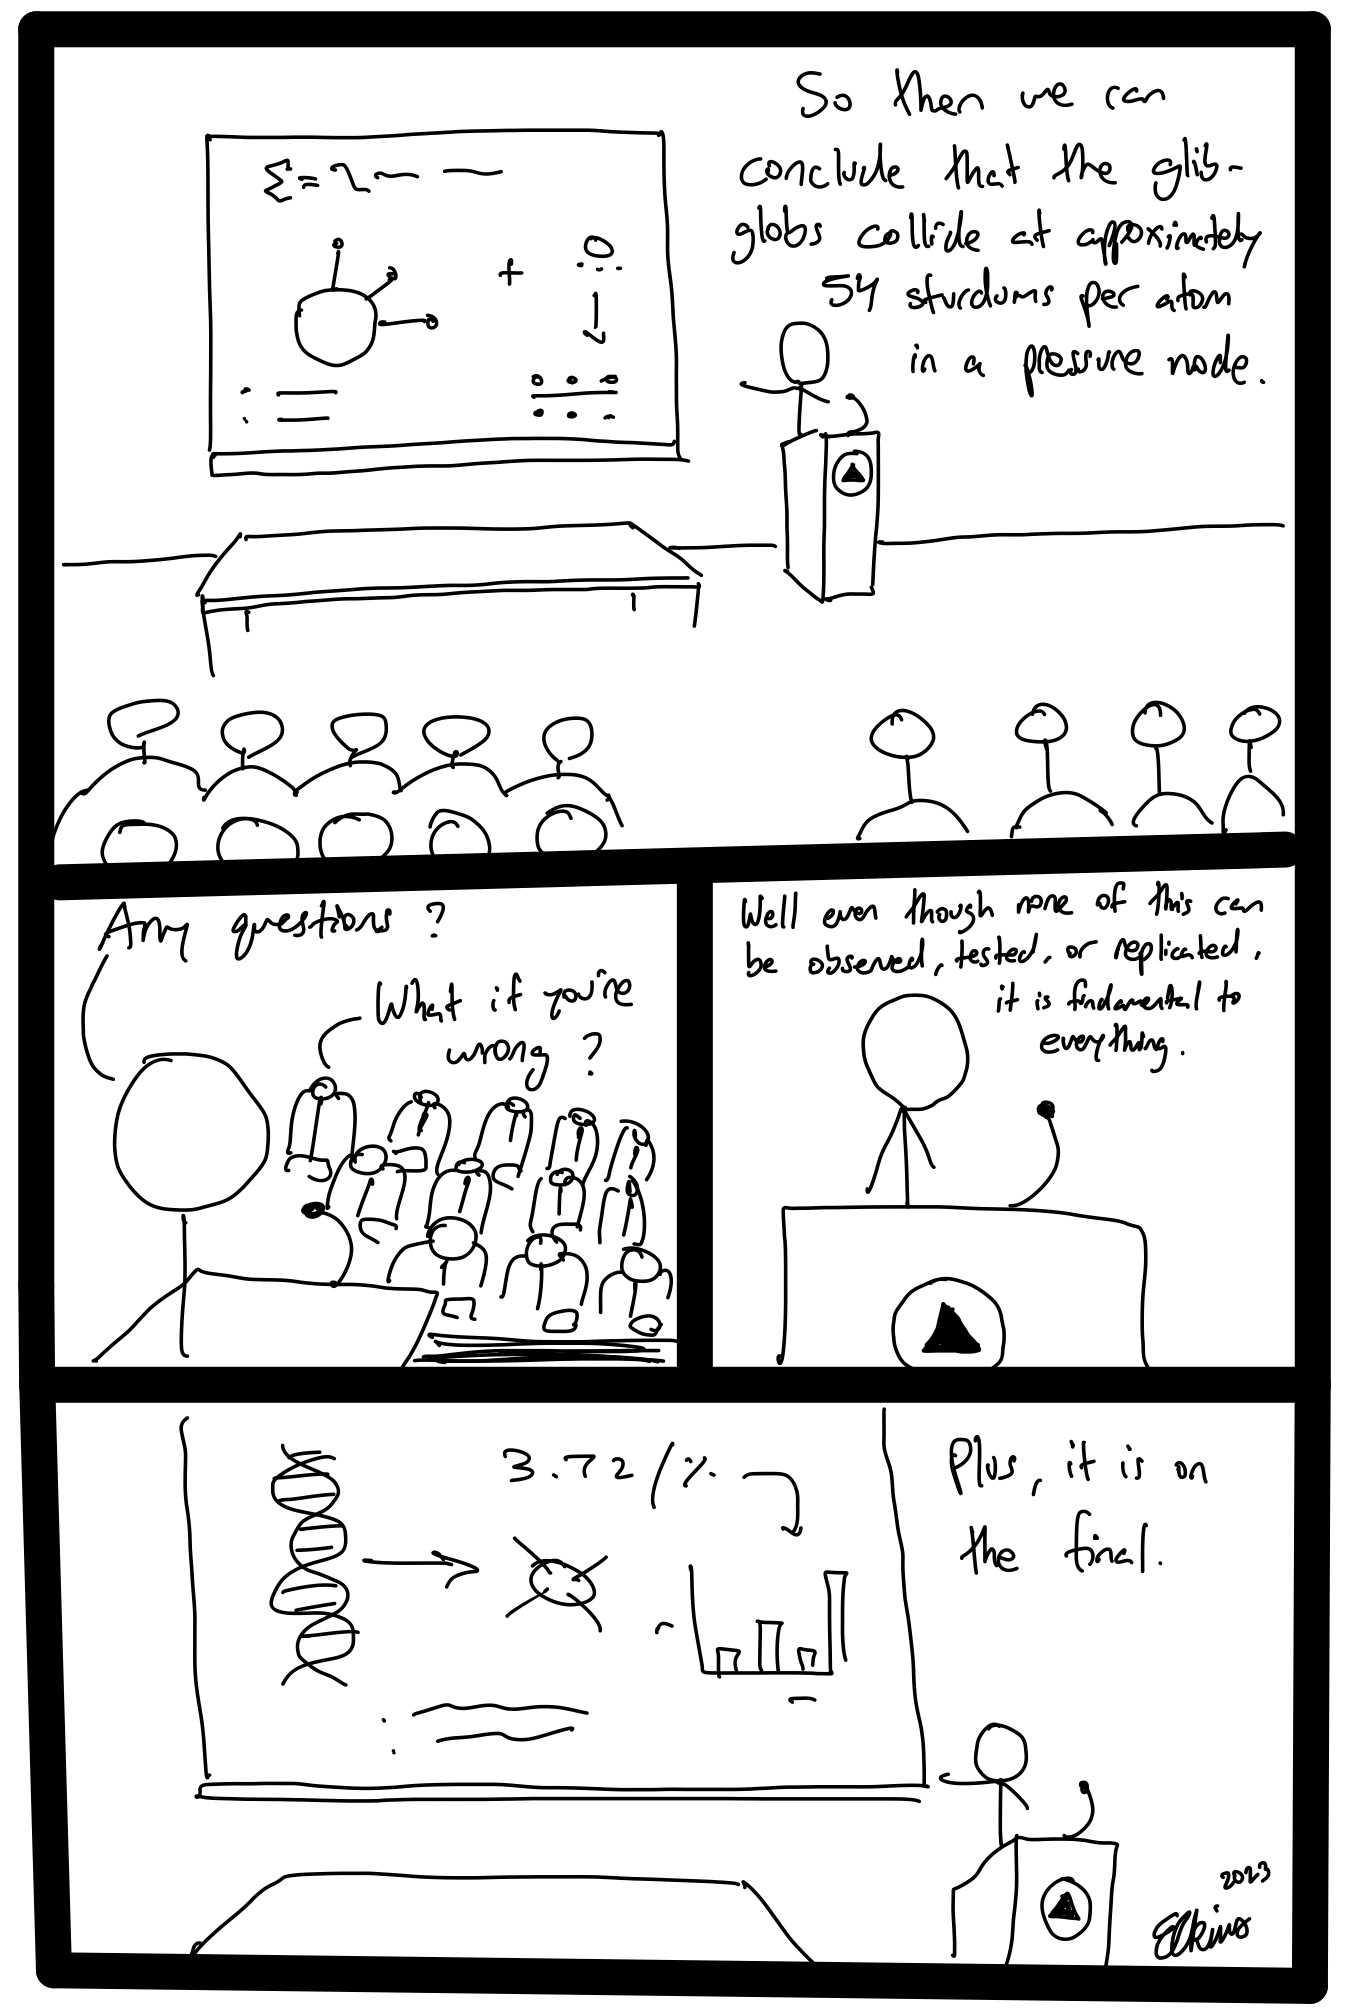 So then we can
conclude that the glib-
globs collide at apporoximately
54 sturdums per atom
in a pressure node.
Σ=
+
Any questions?
What if you're
wrong?
Well even though none of this can
be observed, tested, or replicated,
it is fundamental to
everything.
3.72/%.
Plus, it is on
the final.
2023
Elkins